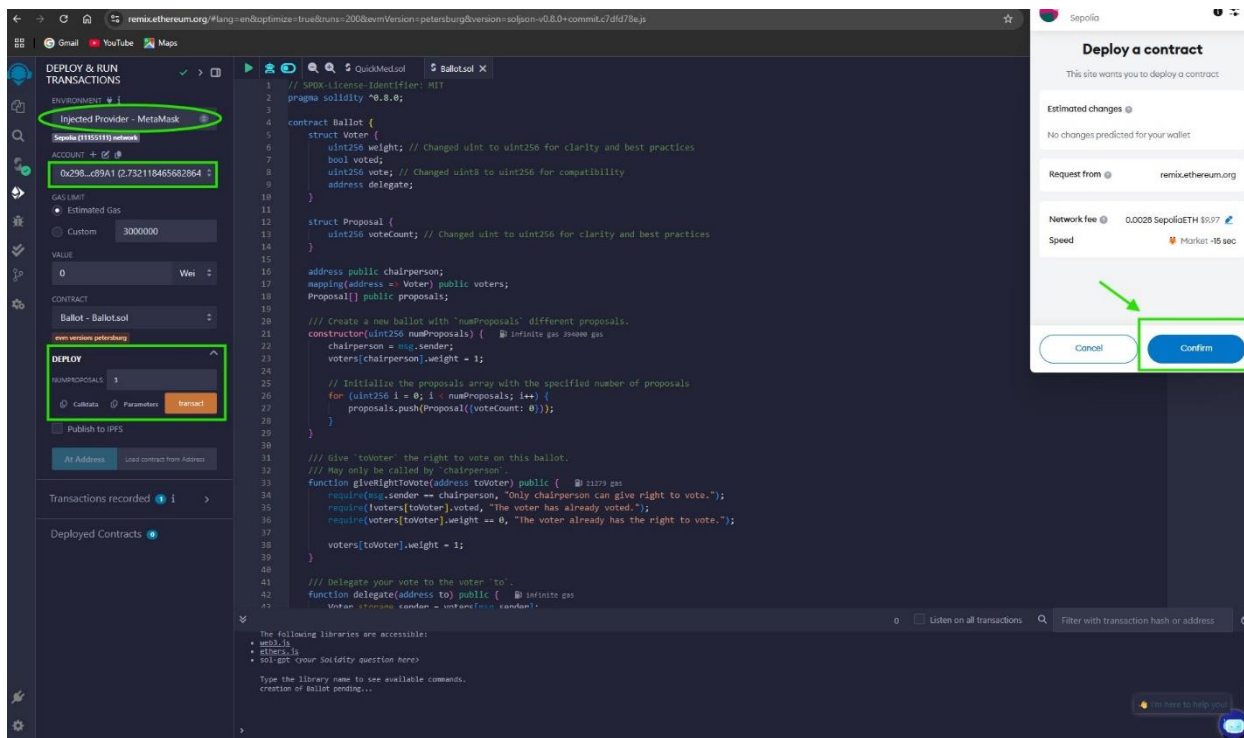 remix.ethereum.org/#lang=en&optimize=true&runs=200&evmVersion=petersburg&version=soljson-v0.8.0+commit.c7dfd78e.js
Gmail YouTube Maps
DEPLOY & RUN
TRANSACTIONS
ENVIRONMENT
Injected Provider - MetaMask
Sepolia (11155111) network
ACCOUNT
0x298...c89A1 (2.732118465682864
GAS LIMIT
Estimated Gas
Custom 3000000
VALUE
0 Wei
CONTRACT
Ballot - Ballot.sol
evm version: petersburg
DEPLOY
NUMPROPOSALS: 3
Calldata Parameters transact
Publish to IPFS
At Address Load contract from Address
Transactions recorded 1 i
Deployed Contracts 0
QuickMed.sol Ballot.sol
1 // SPDX-License-Identifier: MIT
2 pragma solidity ^0.8.0;
3
4 contract Ballot {
5 struct Voter {
6 uint256 weight; // Changed uint to uint256 for clarity and best practices
7 bool voted;
8 uint256 vote; // Changed uint8 to uint256 for compatibility
9 address delegate;
10 }
11
12 struct Proposal {
13 uint256 voteCount; // Changed uint to uint256 for clarity and best practices
14 }
15
16 address public chairperson;
17 mapping(address => Voter) public voters;
18 Proposal[] public proposals;
19
20 /// Create a new ballot with `numProposals` different proposals.
21 constructor(uint256 numProposals) { infinite gas 394000 gas
22 chairperson = msg.sender;
23 voters[chairperson].weight = 1;
24
25 // Initialize the proposals array with the specified number of proposals
26 for (uint256 i = 0; i < numProposals; i++) {
27 proposals.push(Proposal({voteCount: 0}));
28 }
29 }
30
31 /// Give `toVoter` the right to vote on this ballot.
32 /// May only be called by `chairperson`.
33 function giveRightToVote(address toVoter) public { 21279 gas
34 require(msg.sender == chairperson, "Only chairperson can give right to vote.");
35 require(!voters[toVoter].voted, "The voter has already voted.");
36 require(voters[toVoter].weight == 0, "The voter already has the right to vote.");
37
38 voters[toVoter].weight = 1;
39 }
40
41 /// Delegate your vote to the voter `to`.
42 function delegate(address to) public { infinite gas
43 Voter storage sender = voters[msg.sender];
0 Listen on all transactions Filter with transaction hash or address
The following libraries are accessible:
web3.js
ethers.js
sol-gpt <your Solidity question here>
Type the library name to see available commands.
creation of Ballot pending...
>
I'm here to help you!
Sepolia
Deploy a contract
This site wants you to deploy a contract
Estimated changes
No changes predicted for your wallet
Request from remix.ethereum.org
Network fee 0.0028 SepoliaETH $9.97
Speed Market ~15 sec
Cancel Confirm